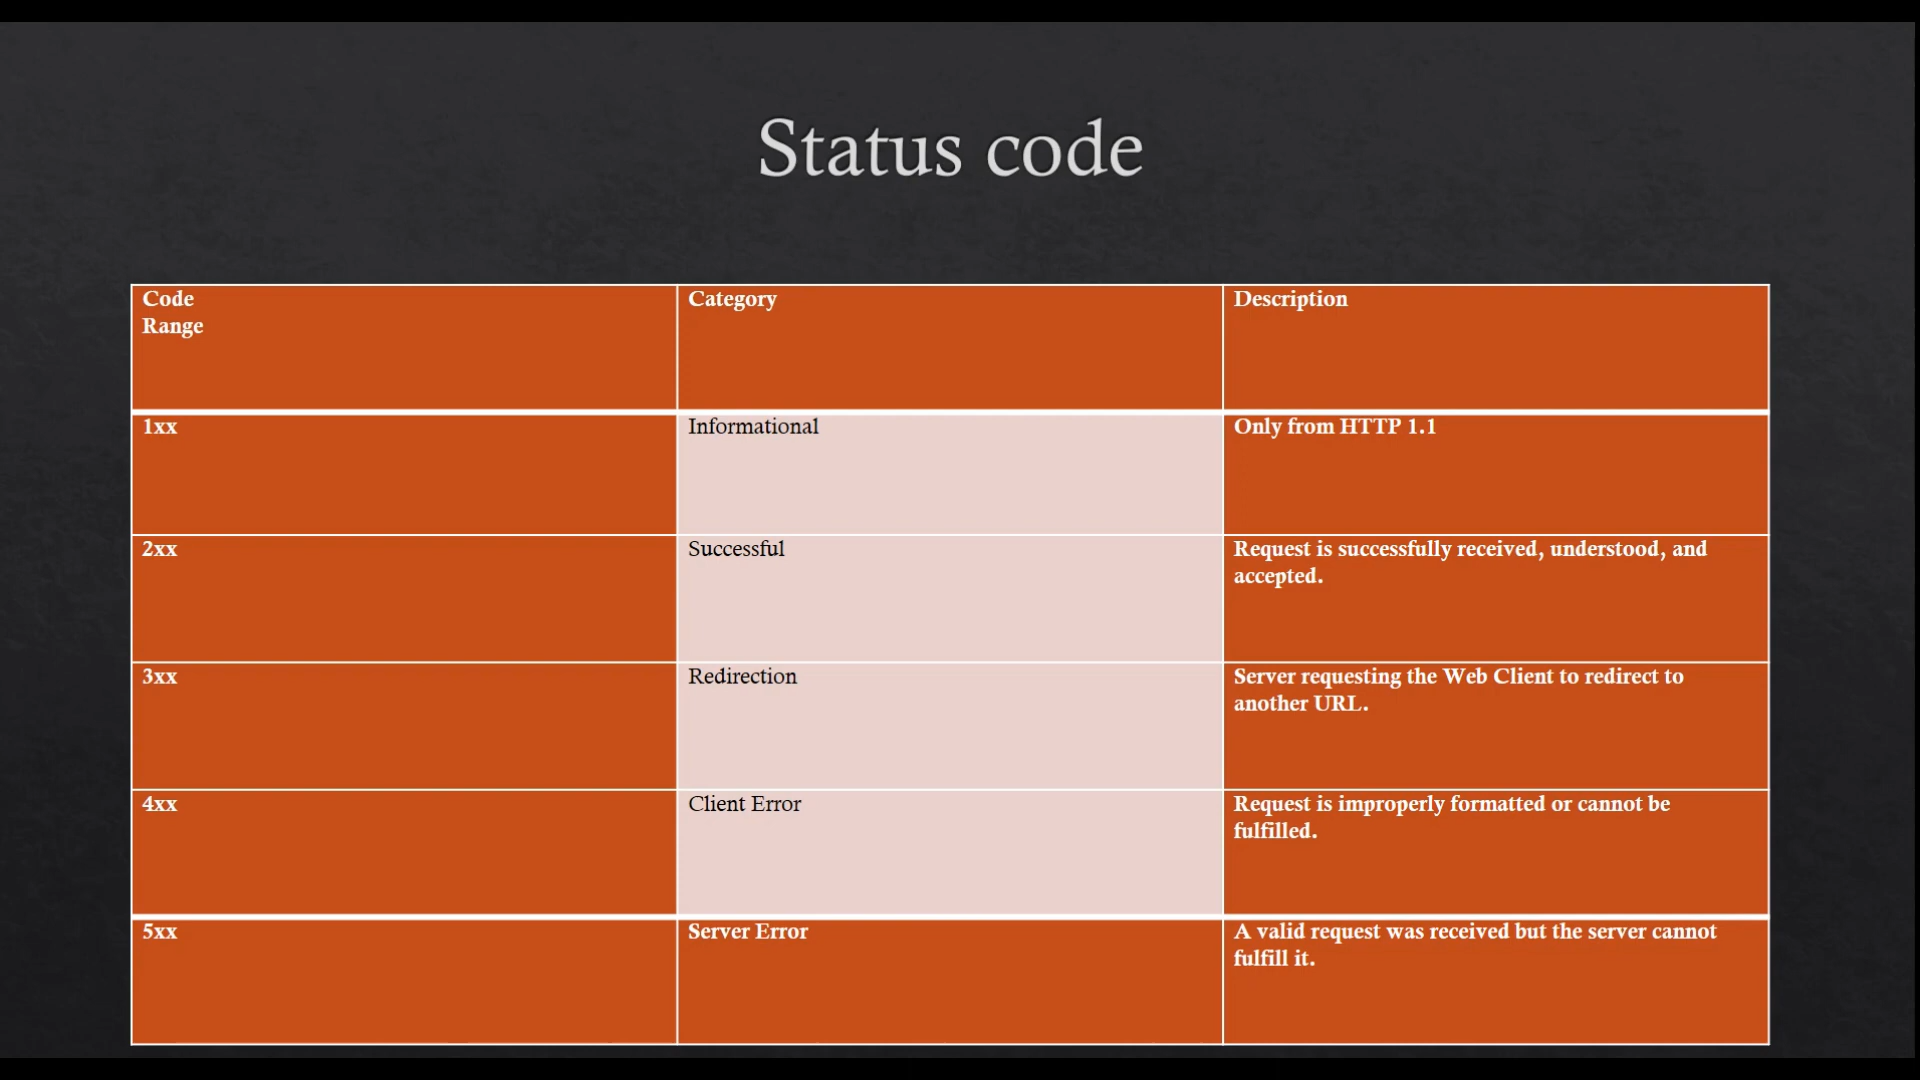 Status code
Code
Range
Category
Description
1xx
Informational
Only from HTTP 1.1
2xx
Successful
Request is successfully received, understood, and
accepted.
3xx
Redirection
Server requesting the Web Client to redirect to
another URL.
4xx
Client Error
Request is improperly formatted or cannot be
fulfilled.
5xx
Server Error
A valid request was received but the server cannot
fulfill it.